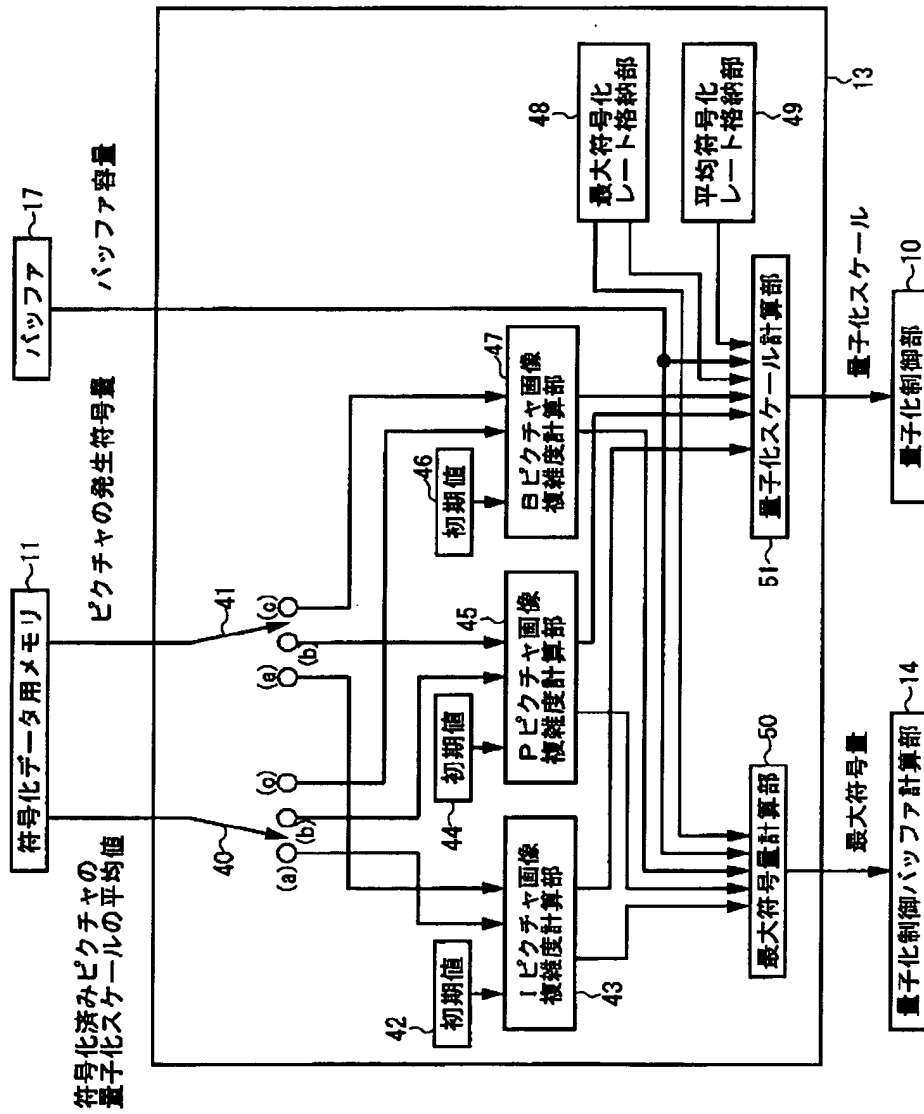 符号化データ用メモリ 11
バッファ 17
符号化済みピクチャの
量子化スケールの平均値
ピクチャの発生符号量
バッファ容量
40
41
(a)
(b)
(c)
(a)
(b)
(c)
42
初期値
44
初期値
46
初期値
Iピクチャ画像
複雑度計算部
43
Pピクチャ画像
複雑度計算部
45
Bピクチャ画像
複雑度計算部
47
48
最大符号化
レート格納部
平均符号化
レート格納部
49
最大符号量計算部 50
量子化スケール計算部
51
13
最大符号量
量子化スケール
量子化制御バッファ計算部 14
量子化制御部 10